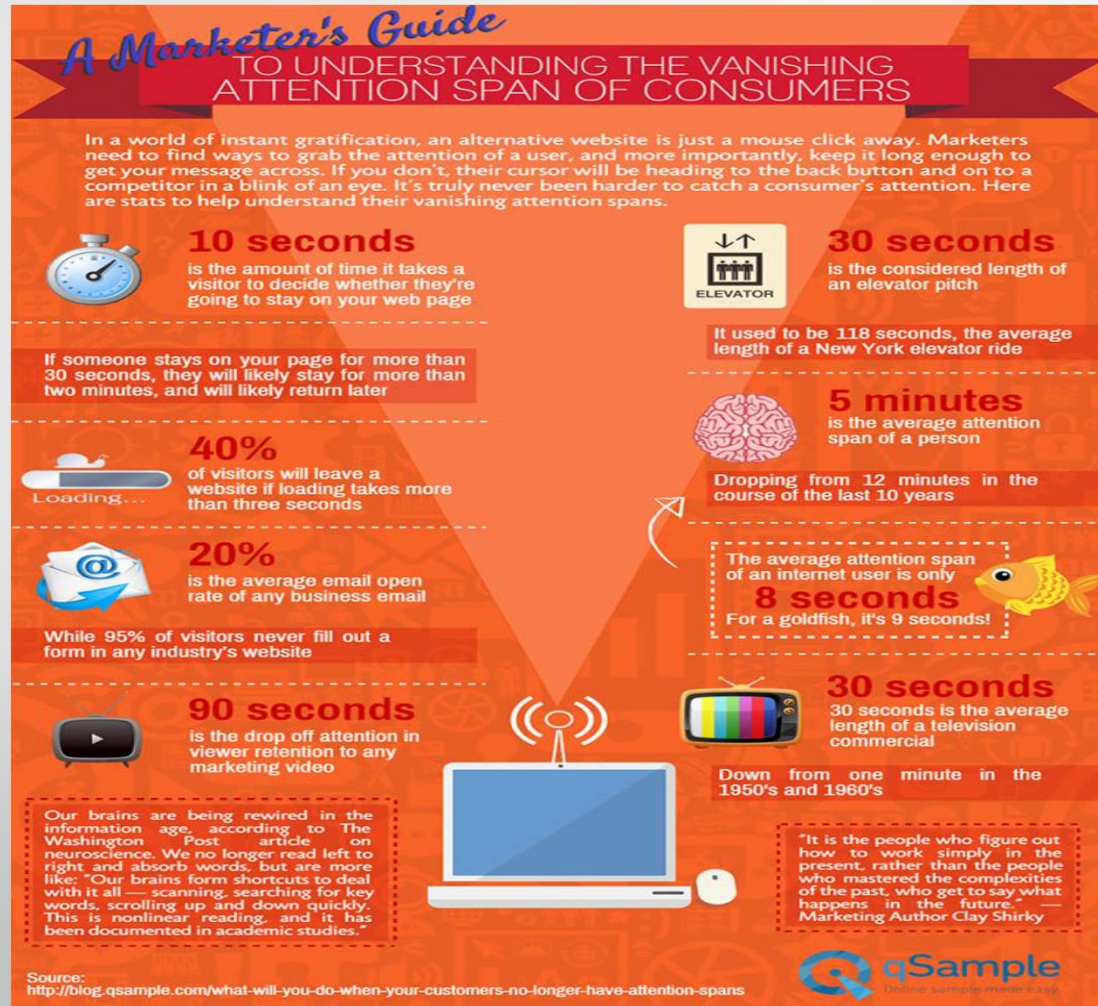 A Marketer's Guide
TO UNDERSTANDING THE VANISHING
ATTENTION SPAN OF CONSUMERS
In a world of instant gratification, an alternative website is just a mouse click away. Marketers
need to find ways to grab the attention of a user, and more importantly, keep it long enough to
get your message across. If you don't, their cursor will be heading to the back button and on to a
competitor in a blink of an eye. It's truly never been harder to catch a consumer's attention. Here
are stats to help understand their vanishing attention spans.
10 seconds
is the amount of time it takes a
visitor to decide whether they're
going to stay on your web page
If someone stays on your page for more than
30 seconds, they will likely stay for more than
two minutes, and will likely return later
Loading...
40%
of visitors will leave a
website if loading takes more
than three seconds
@
20%
is the average email open
rate of any business email
While 95% of visitors never fill out a
form in any industry's website
90 seconds
is the drop off attention in
viewer retention to any
marketing video
Our brains are being rewired in the
information age, according to The
Washington Post article on
neuroscience. We no longer read left to
right and absorb words, but are more
like: "Our brains form shortcuts to deal
with it all — scanning, searching for key
words, scrolling up and down quickly.
This is nonlinear reading, and it has
been documented in academic studies."
ELEVATOR
30 seconds
is the considered length of
an elevator pitch
It used to be 118 seconds, the average
length of a New York elevator ride
5 minutes
is the average attention
span of a person
Dropping from 12 minutes in the
course of the last 10 years
The average attention span
of an internet user is only
8 seconds
For a goldfish, it's 9 seconds!
30 seconds
30 seconds is the average
length of a television
commercial
Down from one minute in the
1950's and 1960's
"It is the people who figure out
how to work simply in the
present, rather than the people
who mastered the complexities
of the past, who get to say what
happens in the future." —
Marketing Author Clay Shirky
Source:
http://blog.qsample.com/what-will-you-do-when-your-customers-no-longer-have-attention-spans
qSample
Online sample made easy